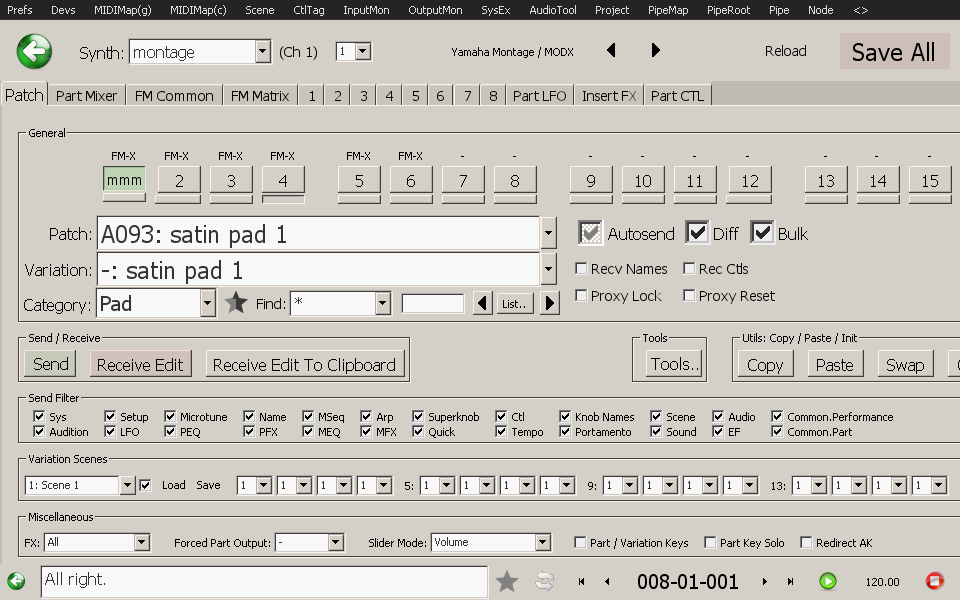 Prefs Devs MIDIMap(g) MIDIMap(c) Scene CtlTag InputMon OutputMon SysEx AudioTool Project PipeMap PipeRoot Pipe Node <>
Synth: montage (Ch 1) 1 Yamaha Montage / MODX Reload Save All
Patch Part Mixer FM Common FM Matrix 1 2 3 4 5 6 7 8 Part LFO Insert FX Part CTL
General
FM-X FM-X FM-X FM-X FM-X FM-X - - - - - - - - -
mmm 2 3 4 5 6 7 8 9 10 11 12 13 14 15
Patch: A093: satin pad 1 Autosend Diff Bulk
Variation: -: satin pad 1 Recv Names Rec Ctls
Category: Pad Find: * List.. Proxy Lock Proxy Reset
Send / Receive Tools Utils: Copy / Paste / Init
Send Receive Edit Receive Edit To Clipboard Tools.. Copy Paste Swap
Send Filter
Sys Setup Microtune Name MSeq Arp Superknob Ctl Knob Names Scene Audio Common.Performance
Audition LFO PEQ PFX MEQ MFX Quick Tempo Portamento Sound EF Common.Part
Variation Scenes
1: Scene 1 Load Save 1 1 1 1 5: 1 1 1 1 9: 1 1 1 1 13: 1 1 1 1
Miscellaneous
FX: All Forced Part Output: - Slider Mode: Volume Part / Variation Keys Part Key Solo Redirect AK
All right. 008-01-001 120.00